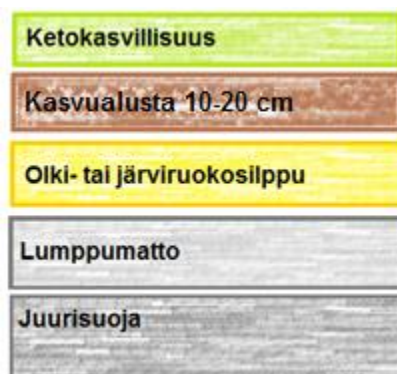 Ketokasvillisuus
Kasvualusta 10-20 cm
Olki- tai järviruokosilppu
Lumppumatto
Juurisuoja